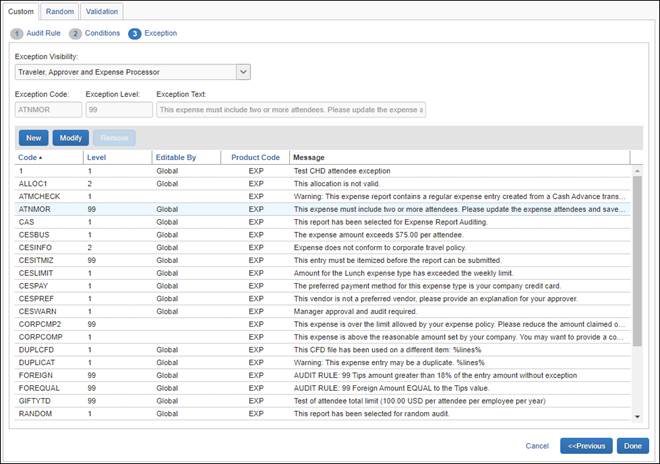 Custom Random Validation
1 Audit Rule 2 Conditions 3 Exception
Exception Visibility:
Traveler, Approver and Expense Processor
Exception Code: Exception Level: Exception Text:
ATNMOR 99 This expense must include two or more attendees. Please update the expense a
New Modify Remove
Code Level Editable By Product Code Message
1 1 Global EXP Test CHD attendee exception
ALLOC1 2 Global EXP This allocation is not valid.
ATMCHECK 1 EXP Warning: This expense report contains a regular expense entry created from a Cash Advance trans...
ATNMOR 99 Global EXP This expense must include two or more attendees. Please update the expense attendees and save...
CAS 1 Global EXP This report has been selected for Expense Report Auditing.
CESBUS 1 Global EXP The expense amount exceeds $75.00 per attendee.
CESINFO 2 Global EXP Expense does not conform to corporate travel policy.
CESITMIZ 99 Global EXP This entry must be itemized before the report can be submitted.
CESLIMIT 1 Global EXP Amount for the Lunch expense type has exceeded the weekly limit.
CESPAY 1 Global EXP The preferred payment method for this expense type is your company credit card.
CESPREF 1 Global EXP This vendor is not a preferred vendor, please provide an explanation for your approver.
CESWARN 1 Global EXP Manager approval and audit required.
CORPCMP2 99 EXP This expense is over the limit allowed by your expense policy. Please reduce the amount claimed o...
CORPCOMP 1 EXP This expense is above the reasonable amount set by your company. You may want to provide a co...
DUPLCFD 1 Global EXP This CFD file has been used on a different item: %lines%
DUPLICAT 1 Global EXP Warning: This expense entry may be a duplicate. %lines%
FOREIGN 99 Global EXP AUDIT RULE: 99 Tips amount greater than 18% of the entry amount without exception
FOREQUAL 99 Global EXP AUDIT RULE: 99 Foreign Amount EQUAL to the Tips value.
GIFTYTD 99 Global EXP Test of attendee total limit (100.00 USD per attendee per employee per year)
RANDOM 1 Global EXP This report has been selected for random audit.
Cancel <<Previous Done